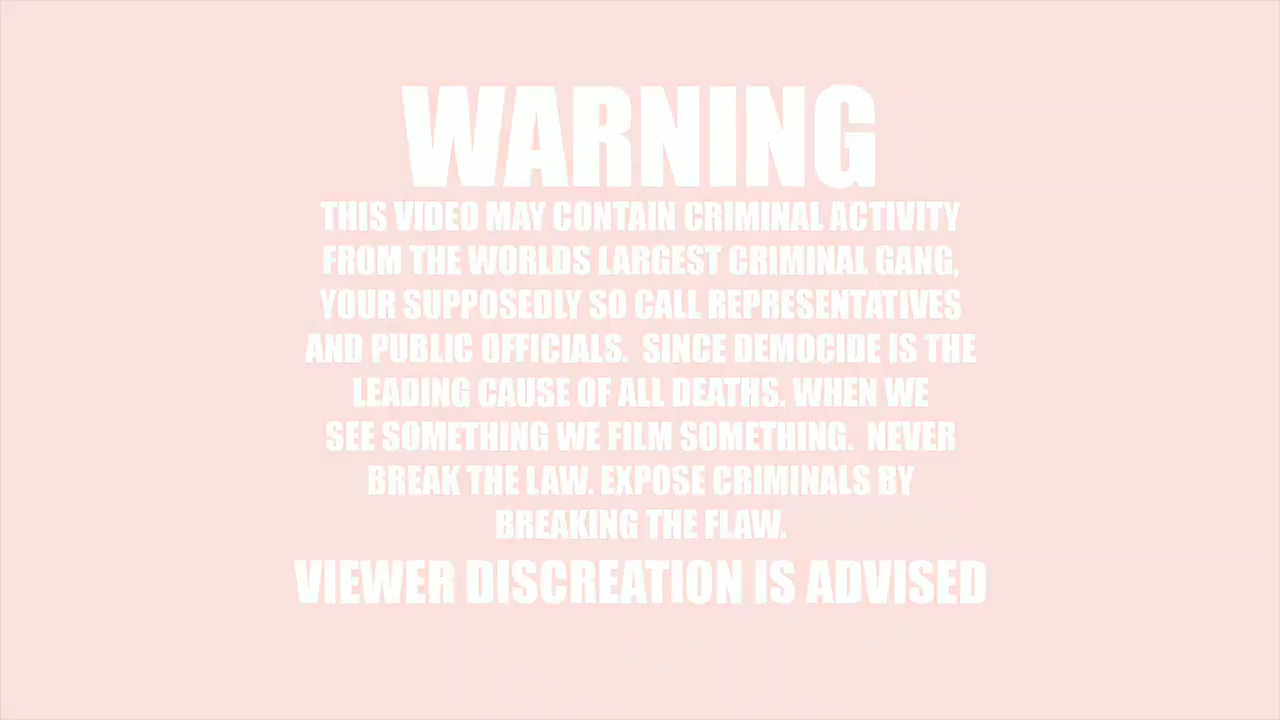 WARNING
THIS VIDEO MAY CONTAIN CRIMINAL ACTIVITY
FROM THE WORLDS LARGEST CRIMINAL GANG,
YOUR SUPPOSEDLY SO CALL REPRESENTATIVES
AND PUBLIC OFFICIALS.  SINCE DEMOCIDE IS THE
LEADING CAUSE OF ALL DEATHS. WHEN WE
SEE SOMETHING WE FILM SOMETHING.  NEVER
BREAK THE LAW. EXPOSE CRIMINALS BY
BREAKING THE FLAW.
VIEWER DISCREATION IS ADVISED